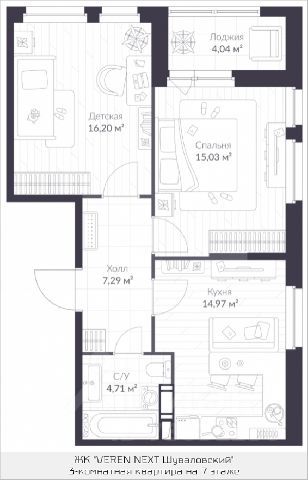 Лоджия
4,04 м²
Детская
16,20 м²
Спальня
15,03 м²
Холл
7,29 м²
Кухня
14,97 м²
С/У
4,71 м²
ЖК "VEREN NEXT Шуваловский"
3-комнатная квартира на 7 этаже